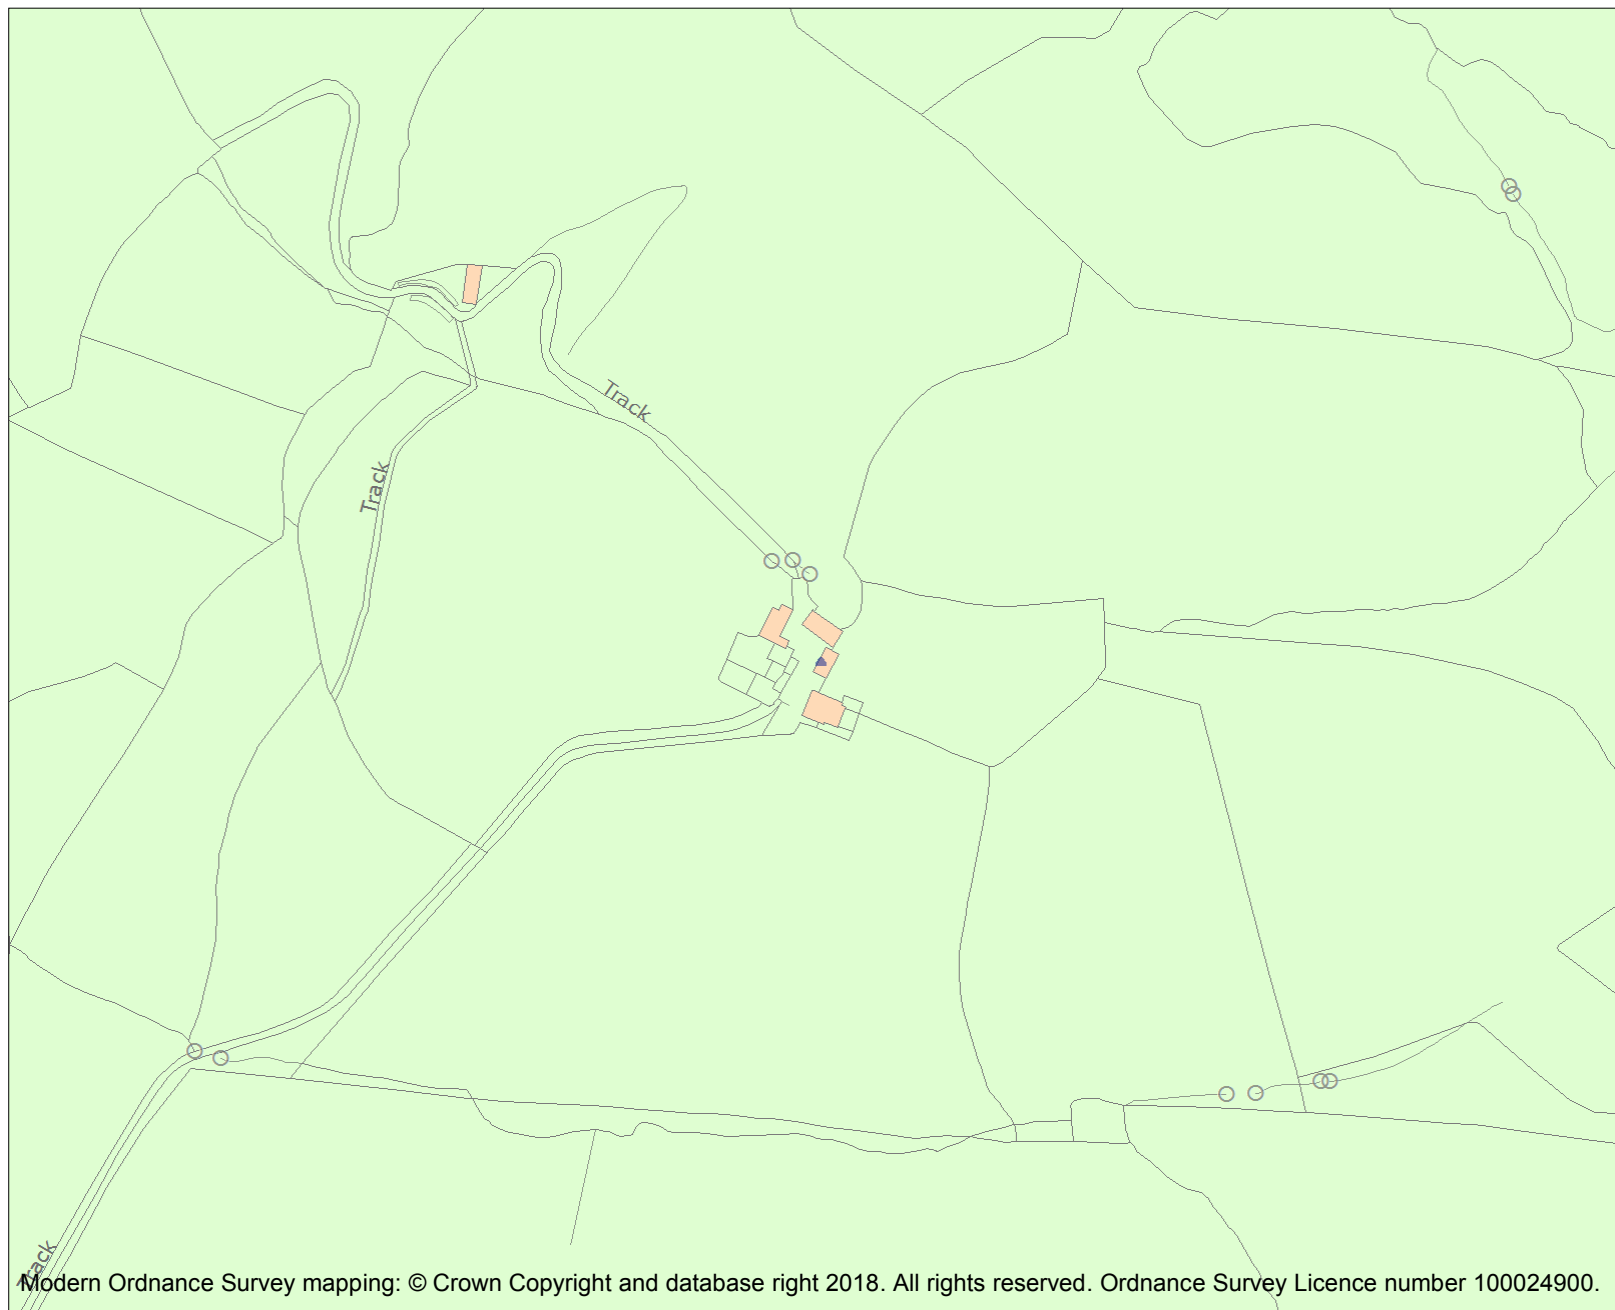 Track
Track
Track
Modern Ordnance Survey mapping: © Crown Copyright and database right 2018. All rights reserved. Ordnance Survey Licence number 100024900.